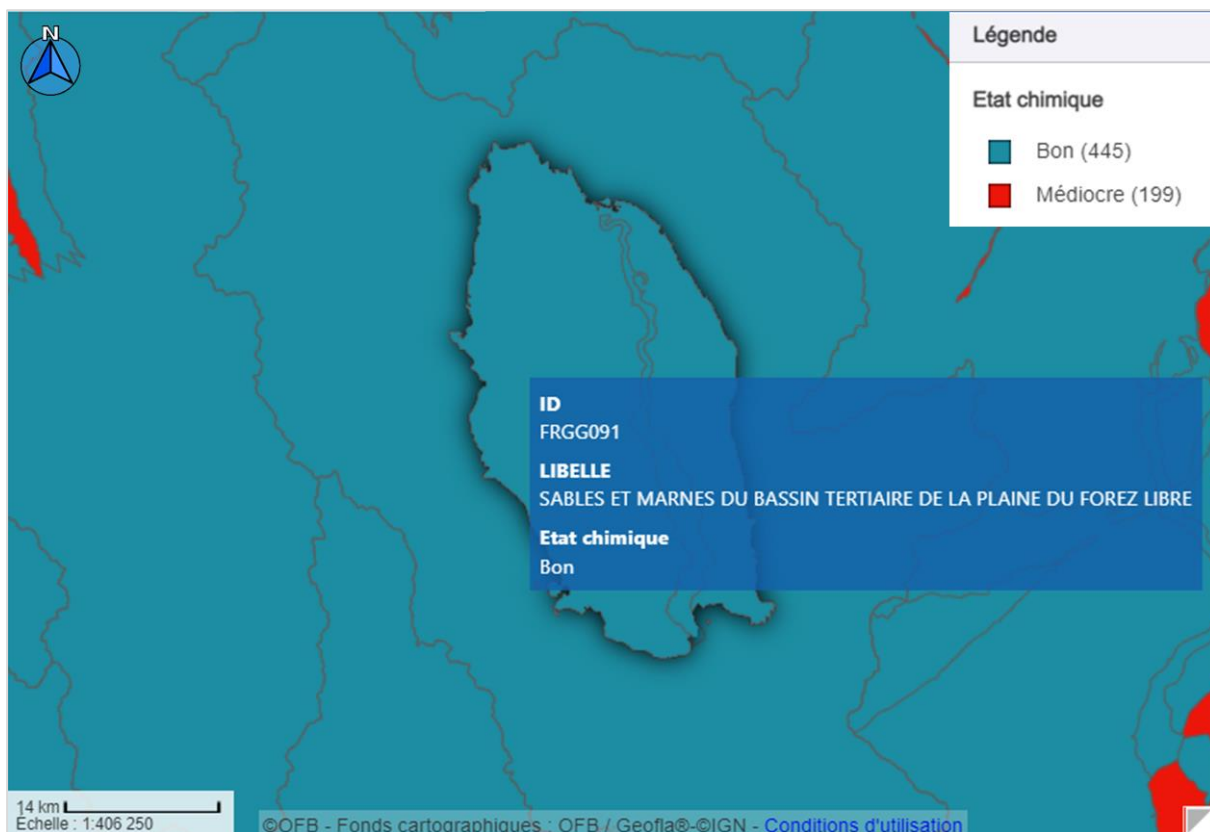 N
Légende
Etat chimique
Bon (445)
Médiocre (199)
ID
FRGG091
LIBELLE
SABLES ET MARNES DU BASSIN TERTIAIRE DE LA PLAINE DU FOREZ LIBRE
Etat chimique
Bon
14 km
Échelle : 1:406 250
©OFB - Fonds cartographiques : OFB / Geofla®-©IGN - Conditions d'utilisation